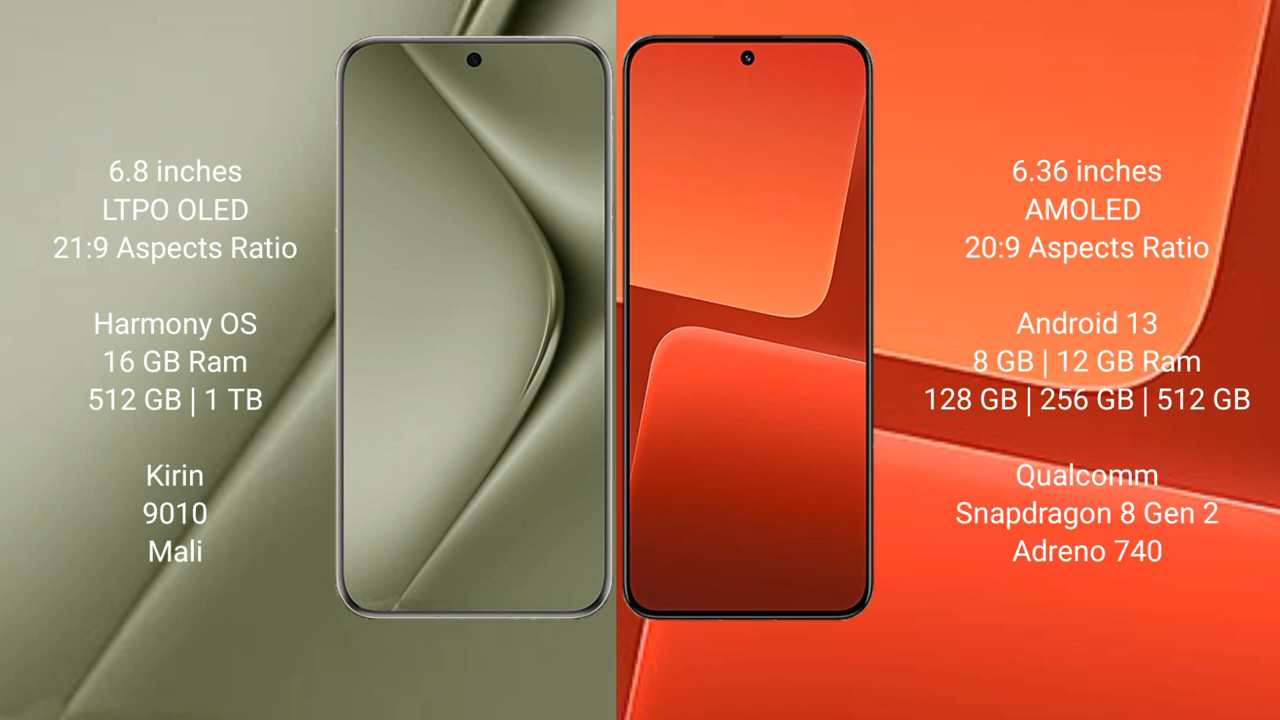 6.8 inches
LTPO OLED
21:9 Aspects Ratio
Harmony OS
16 GB Ram
512 GB | 1 TB
Kirin
9010
Mali
6.36 inches
AMOLED
20:9 Aspects Ratio
Android 13
8 GB | 12 GB Ram
128 GB | 256 GB | 512 GB
Qualcomm
Snapdragon 8 Gen 2
Adreno 740